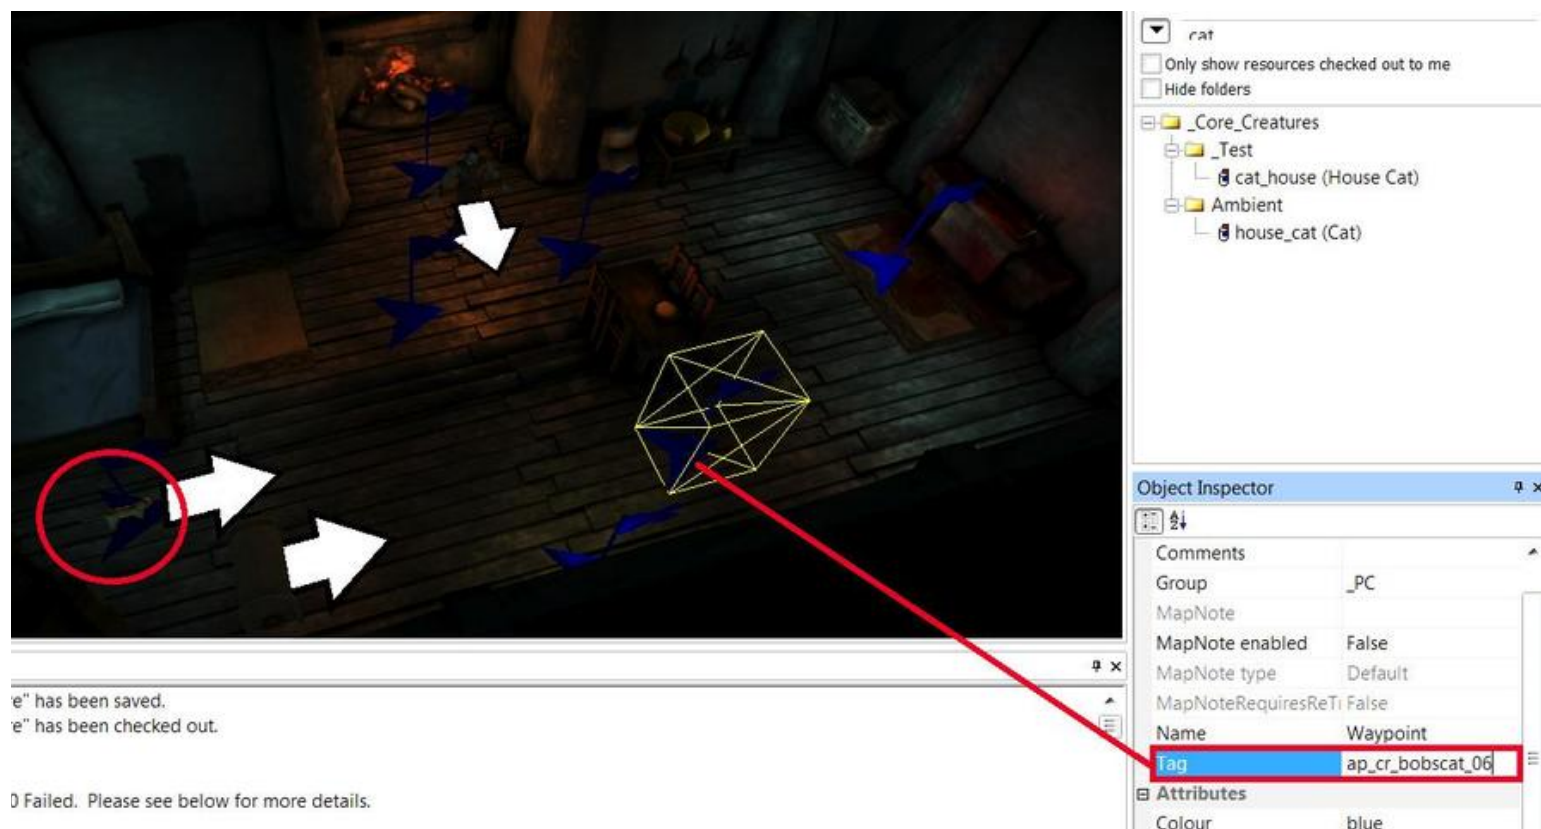 cat
Only show resources checked out to me
Hide folders
_Core_Creatures
_Test
cat_house (House Cat)
Ambient
house_cat (Cat)
Object Inspector
Comments
Group _PC
MapNote
MapNote enabled False
MapNote type Default
MapNoteRequiresReTi False
Name Waypoint
Tag ap_cr_bobscat_06
Attributes
Colour blue
e" has been saved.
e" has been checked out.
0 Failed. Please see below for more details.